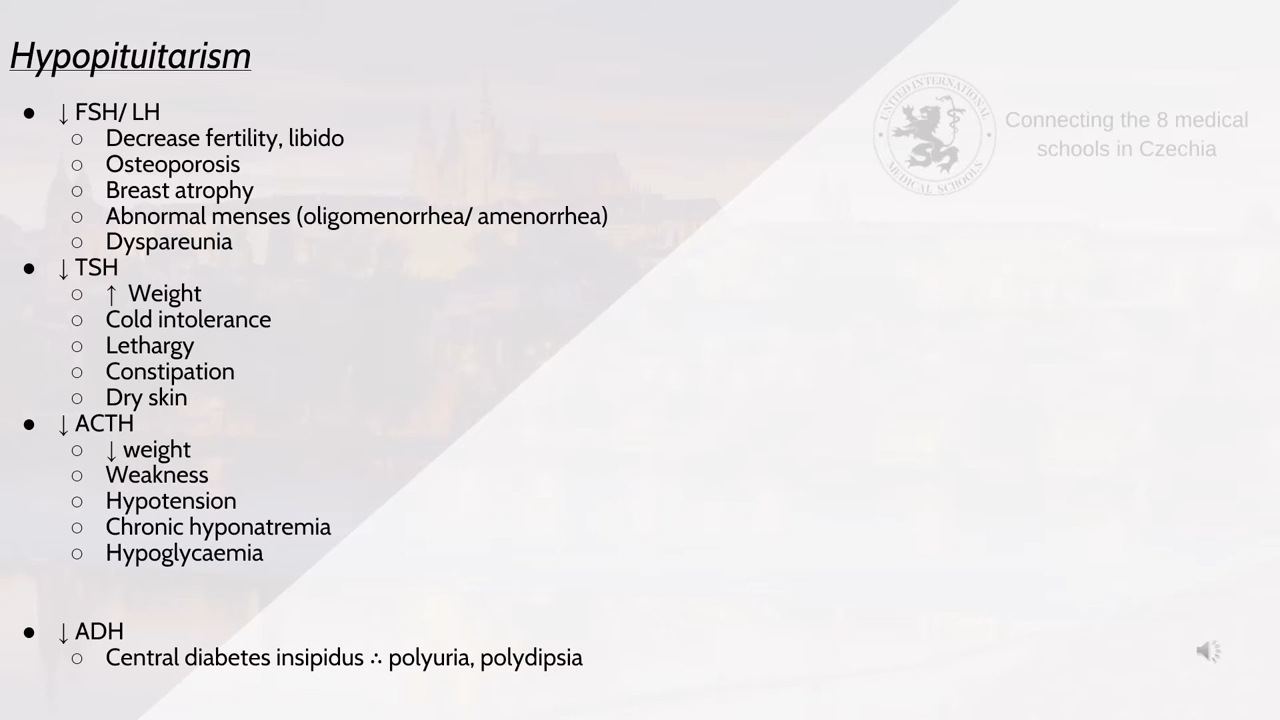 Hypopituitarism
● ↓ FSH/ LH
○ Decrease fertility, libido
○ Osteoporosis
○ Breast atrophy
○ Abnormal menses (oligomenorrhea/ amenorrhea)
○ Dyspareunia
● ↓ TSH
○ ↑ Weight
○ Cold intolerance
○ Lethargy
○ Constipation
○ Dry skin
● ↓ ACTH
○ ↓ weight
○ Weakness
○ Hypotension
○ Chronic hyponatremia
○ Hypoglycaemia
● ↓ ADH
○ Central diabetes insipidus ∴ polyuria, polydipsia
UNITED INTERNATIONAL
MEDICAL SCHOOLS
Connecting the 8 medical
schools in Czechia